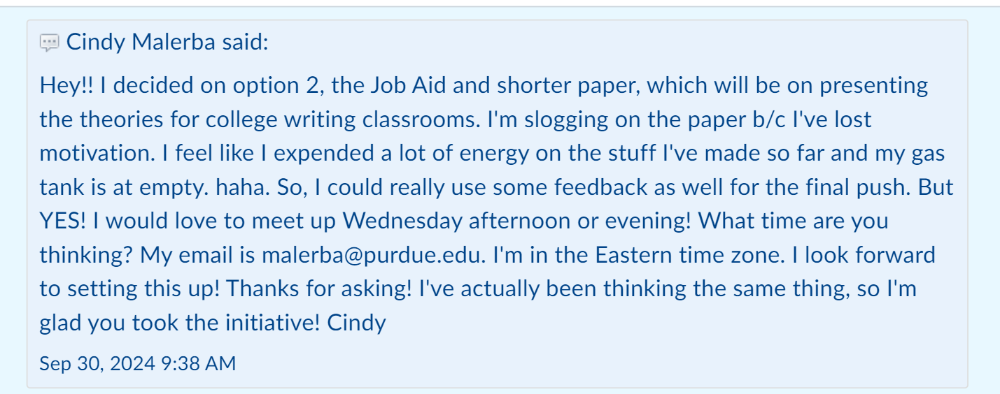 Cindy Malerba said:
Hey!! I decided on option 2, the Job Aid and shorter paper, which will be on presenting
the theories for college writing classrooms. I'm slogging on the paper b/c I've lost
motivation. I feel like I expended a lot of energy on the stuff I've made so far and my gas
tank is at empty. haha. So, I could really use some feedback as well for the final push. But
YES! I would love to meet up Wednesday afternoon or evening! What time are you
thinking? My email is malerba@purdue.edu. I'm in the Eastern time zone. I look forward
to setting this up! Thanks for asking! I've actually been thinking the same thing, so I'm
glad you took the initiative! Cindy
Sep 30, 2024 9:38 AM